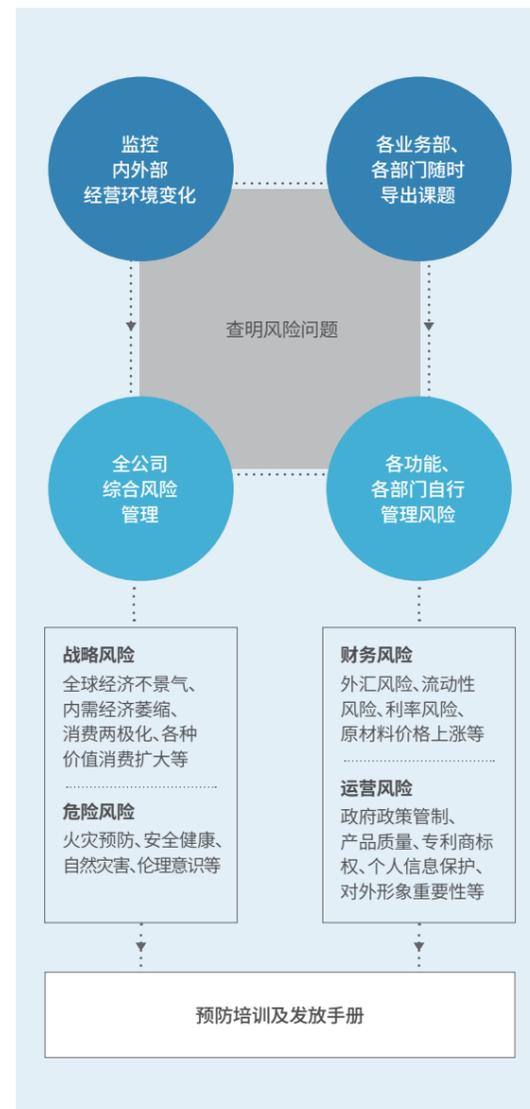 监控
内外部
经营环境变化
各业务部、
各部门随时
导出课题
查明风险问题
全公司
综合风险
管理
各功能、
各部门自行
管理风险
战略风险
全球经济不景气、
内需经济萎缩、
消费两极化、各种
价值消费扩大等
危险风险
火灾预防、安全健康、
自然灾害、伦理意识等
财务风险
外汇风险、流动性
风险、利率风险、
原材料价格上涨等
运营风险
政府政策管制、
产品质量、专利商标
权、个人信息保护、
对外形象重要性等
预防培训及发放手册